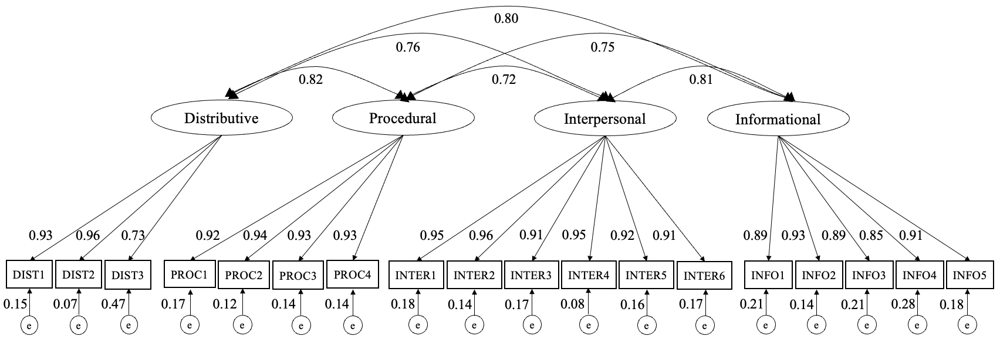 0.80
0.76 0.75
0.82 0.72 0.81
Distributive Procedural Interpersonal Informational
0.93 0.96 0.73 0.92 0.94 0.93 0.93 0.95 0.96 0.91 0.95 0.92 0.91 0.89 0.93 0.89 0.85 0.91
DIST1 DIST2 DIST3 PROC1 PROC2 PROC3 PROC4 INTER1 INTER2 INTER3 INTER4 INTER5 INTER6 INFO1 INFO2 INFO3 INFO4 INFO5
0.15 0.07 0.47 0.17 0.12 0.14 0.14 0.18 0.14 0.17 0.08 0.16 0.17 0.21 0.14 0.21 0.28 0.18
e e e e e e e e e e e e e e e e e e